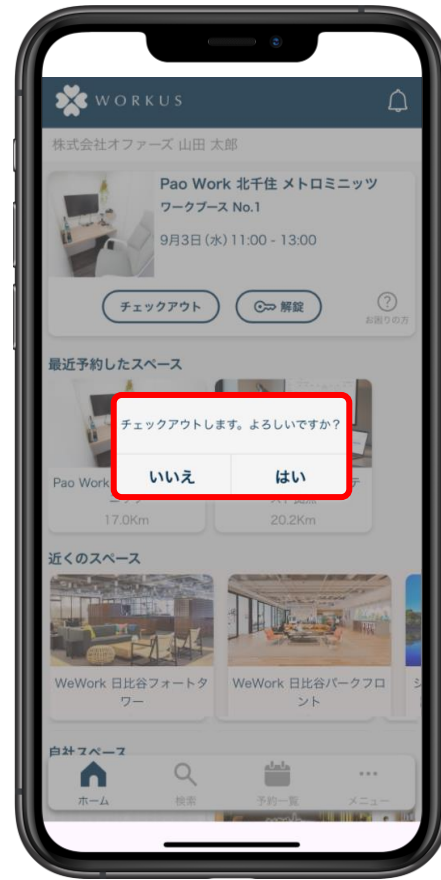 WORKUS
株式会社オファーズ 山田 太郎
Pao Work 北千住 メトロミニッツ
ワークブース No.1
9月3日(水)11:00 - 13:00
チェックアウト
解錠
お困りの方
最近予約したスペース
チェックアウトします。よろしいですか?
いいえ
はい
Pao Work
17.0Km
20.2Km
近くのスペース
WeWork 日比谷フォートタ
ワー
WeWork 日比谷パークフロ
ント
自社スペース
ホーム
検索
予約一覧
メニュー